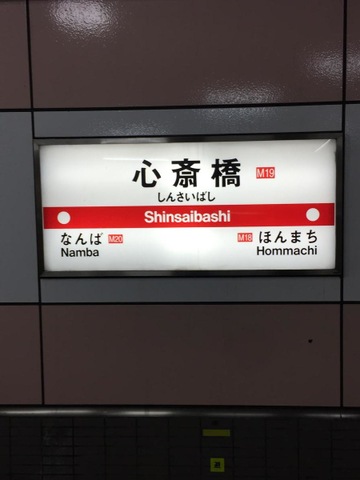 心斎橋 M19
しんさいばし
Shinsaibashi
なんば M20 M18 ほんまち
Namba Hommachi